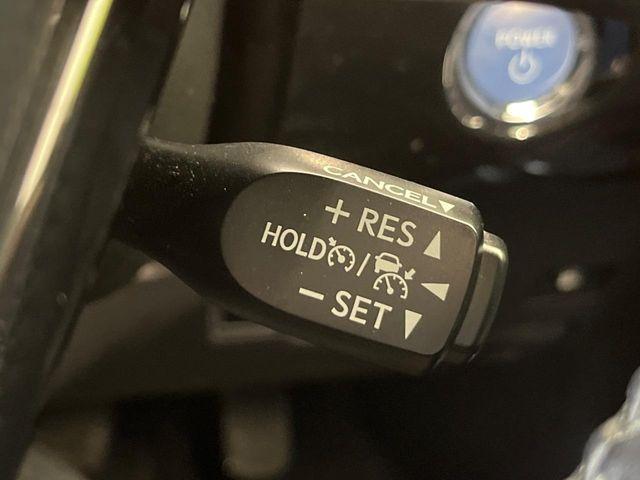 POWER
CANCEL▼
+ RES ▲
HOLD / ◀
− SET ▼